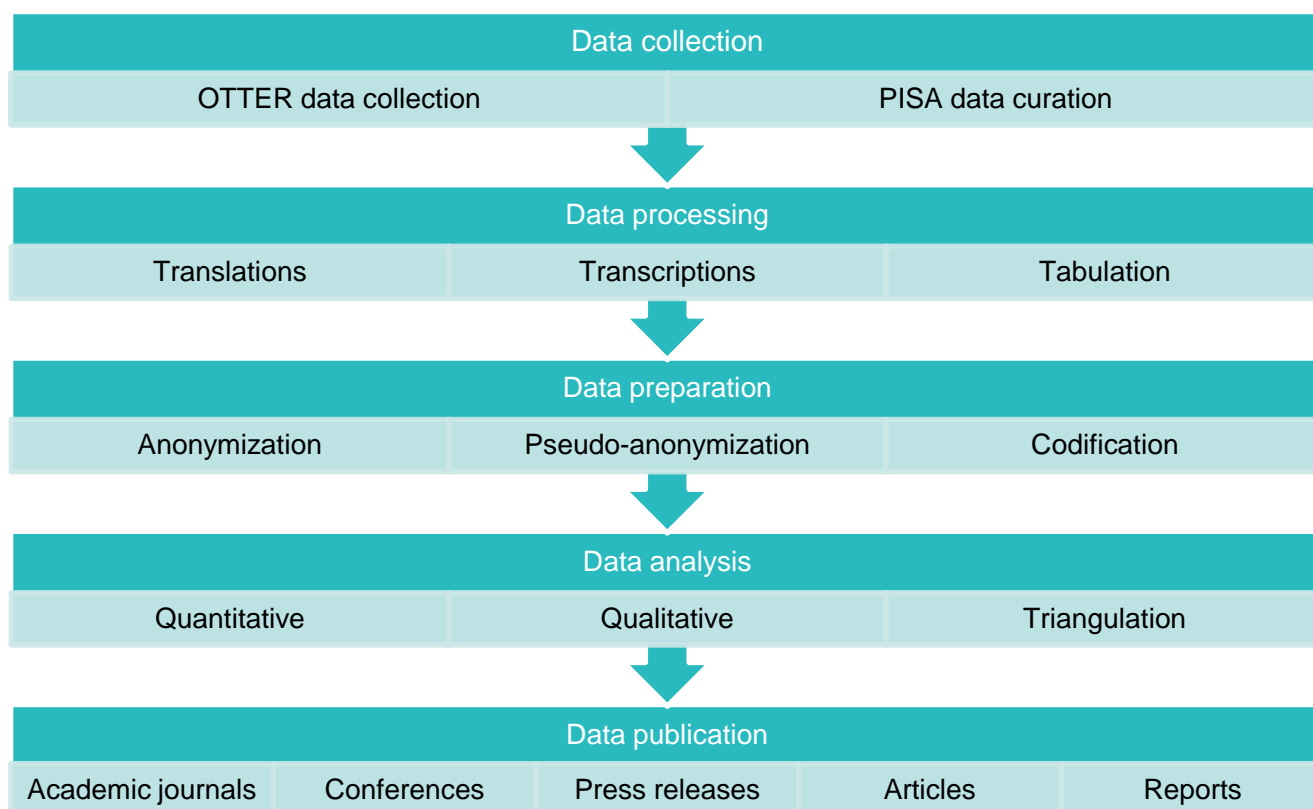 Data collection
OTTER data collection PISA data curation
Data processing
Translations Transcriptions Tabulation
Data preparation
Anonymization Pseudo-anonymization Codification
Data analysis
Quantitative Qualitative Triangulation
Data publication
Academic journals Conferences Press releases Articles Reports